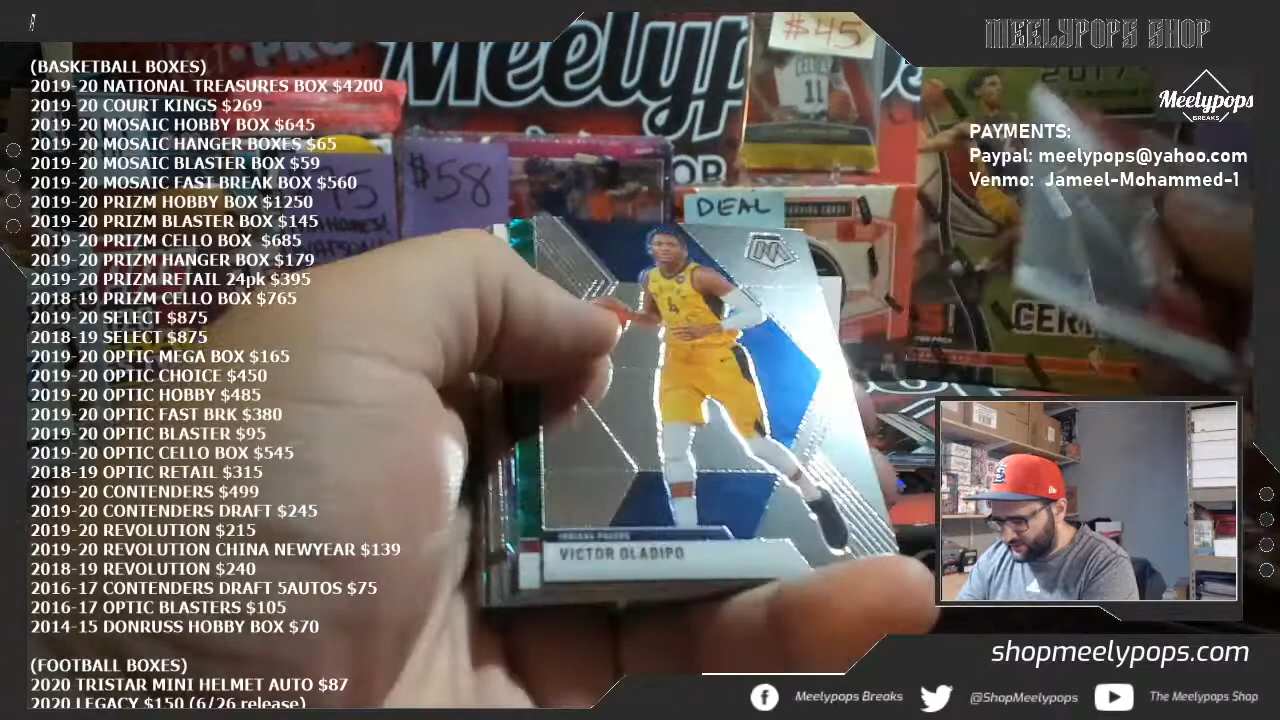 MEELYPOPS SHOP
(BASKETBALL BOXES)
2019-20 NATIONAL TREASURES BOX $4200
2019-20 COURT KINGS $269
2019-20 MOSAIC HOBBY BOX $645
2019-20 MOSAIC HANGER BOXES $65
2019-20 MOSAIC BLASTER BOX $59
2019-20 MOSAIC FAST BREAK BOX $560
2019-20 PRIZM HOBBY BOX $1250
2019-20 PRIZM BLASTER BOX $145
2019-20 PRIZM CELLO BOX $685
2019-20 PRIZM HANGER BOX $179
2019-20 PRIZM RETAIL 24pk $395
2018-19 PRIZM CELLO BOX $765
2019-20 SELECT $875
2018-19 SELECT $875
2019-20 OPTIC MEGA BOX $165
2019-20 OPTIC CHOICE $450
2019-20 OPTIC HOBBY $485
2019-20 OPTIC FAST BRK $380
2019-20 OPTIC BLASTER $95
2019-20 OPTIC CELLO BOX $545
2018-19 OPTIC RETAIL $315
2019-20 CONTENDERS $499
2019-20 CONTENDERS DRAFT $245
2019-20 REVOLUTION $215
2019-20 REVOLUTION CHINA NEWYEAR $139
2018-19 REVOLUTION $240
2016-17 CONTENDERS DRAFT 5AUTOS $75
2016-17 OPTIC BLASTERS $105
2014-15 DONRUSS HOBBY BOX $70
(FOOTBALL BOXES)
2020 TRISTAR MINI HELMET AUTO $87
2020 LEGACY $150 (6/26 release)
Meelyp
$45
11
$58
DEAL
OR
2017
CER
INDIANA PACERS
VICTOR OLADIPO
4
Meelypops
BREAKS
PAYMENTS:
Paypal: meelypops@yahoo.com
Venmo: Jameel-Mohammed-1
shopmeelypops.com
Meelypops Breaks
@ShopMeelypops
The Meelypops Shop